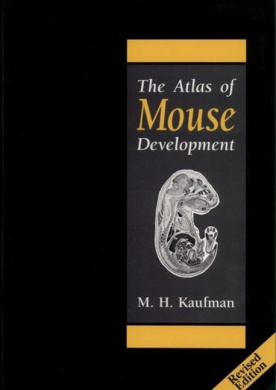 The Atlas of
Mouse
Development
M. H. Kaufman
Revised
Edition